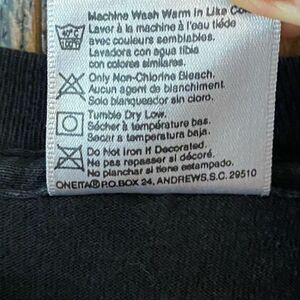 Machine Wash Warm in Like Co
Laver à la machine à l'eau tiède
avec couleurs semblables.
Lavadora con agua tibia
con colores similares.
Only Non-Chlorine Bleach.
Aucun agent de blanchiment.
Solo blanqueador sin cloro.
Tumble Dry Low.
Sécher à température bas.
Secar a temperatura baja.
Do Not Iron If Decorated.
Ne pas repasser si décoré.
No planchar si tiene estampado.
ONEITA® P.O. BOX 24, ANDREWS, S.C. 29510